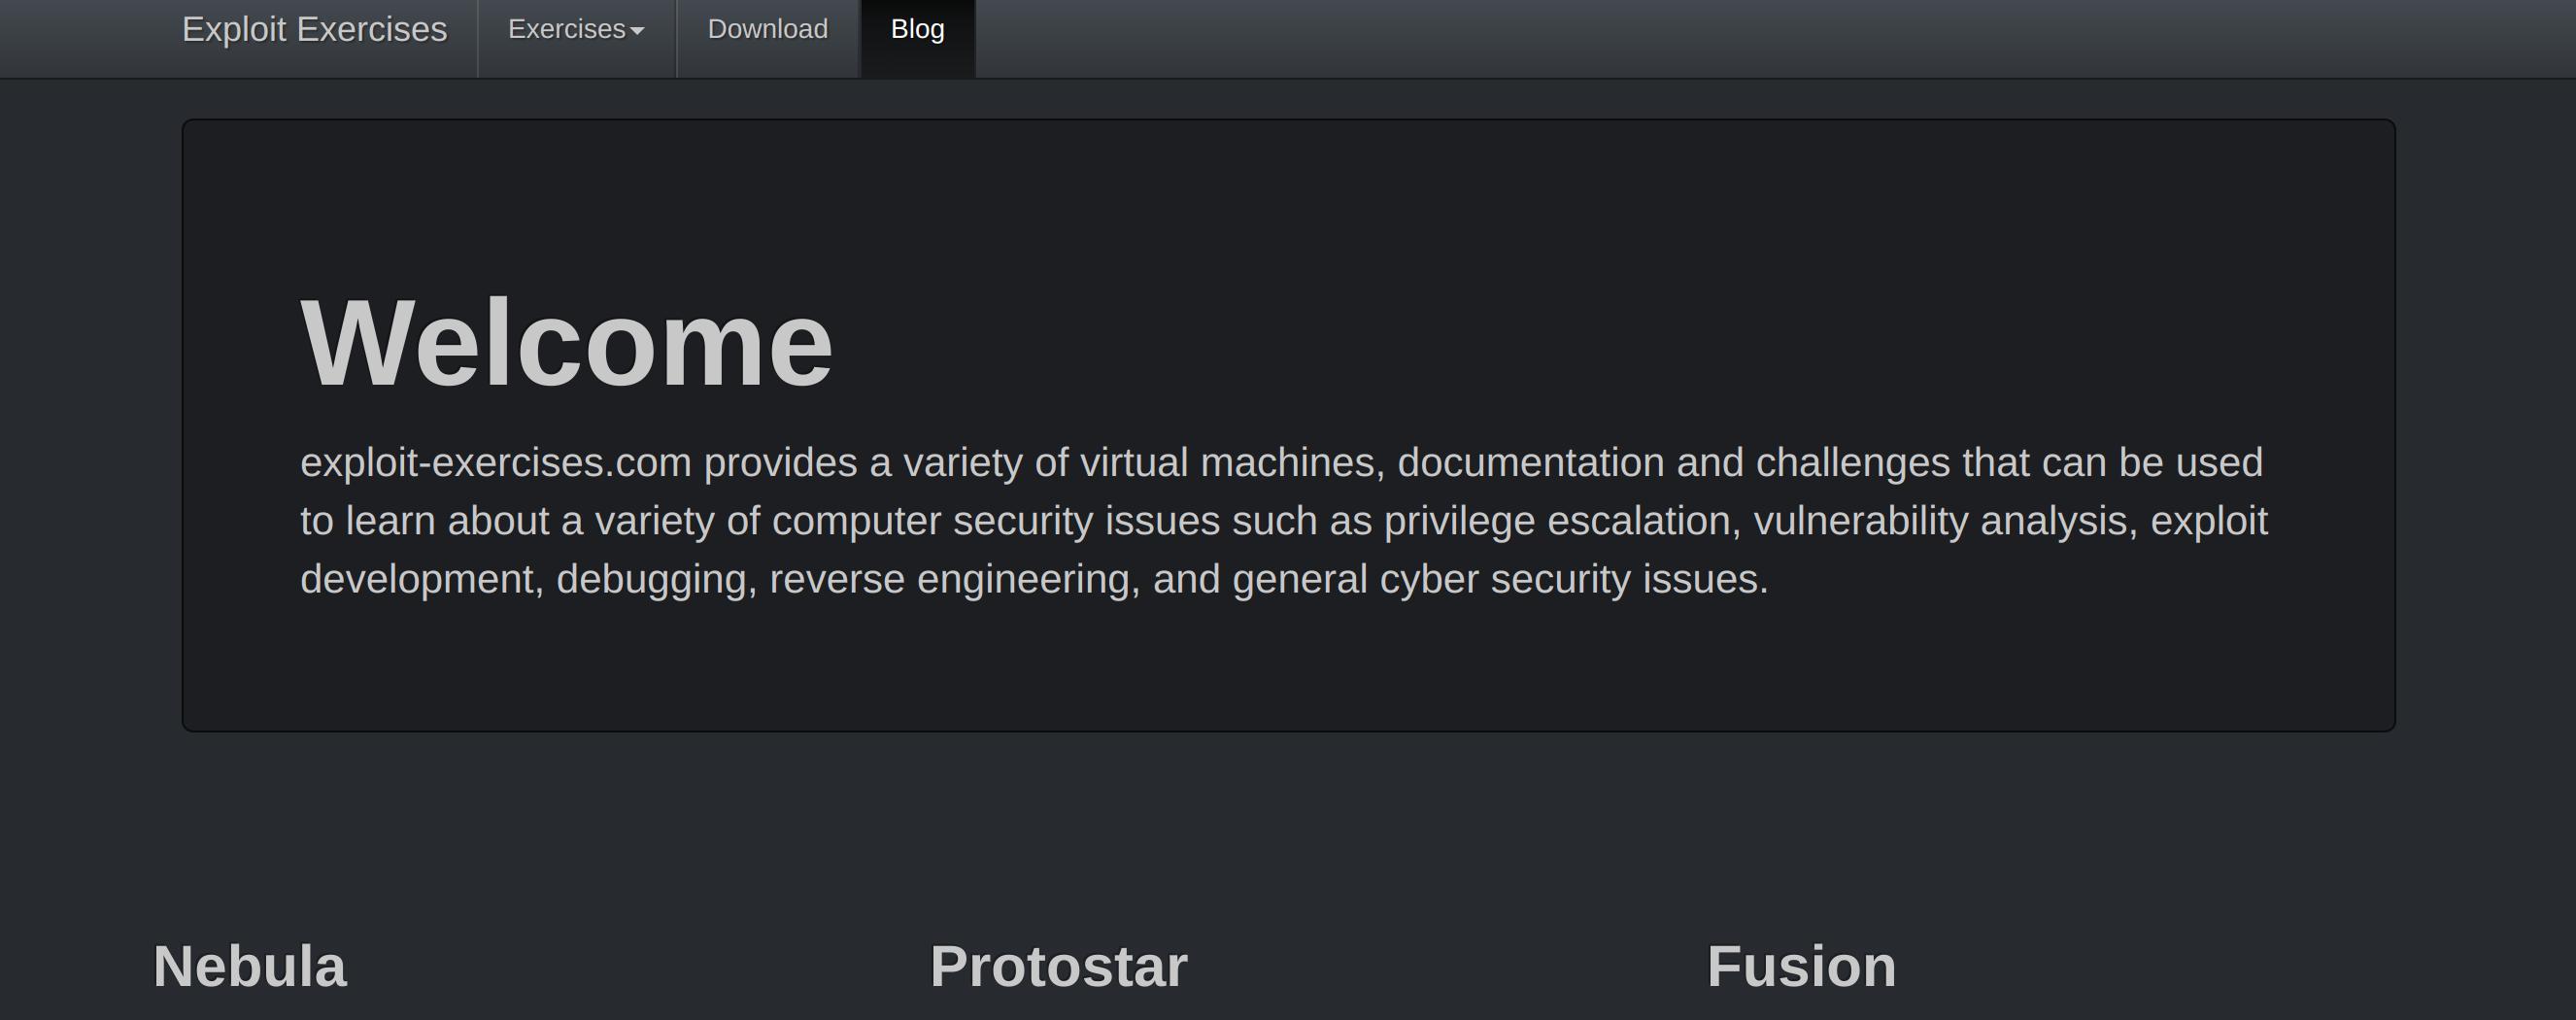 Exploit Exercises
Exercises
Download
Blog
Welcome
exploit-exercises.com provides a variety of virtual machines, documentation and challenges that can be used
to learn about a variety of computer security issues such as privilege escalation, vulnerability analysis, exploit
development, debugging, reverse engineering, and general cyber security issues.
Nebula
Protostar
Fusion